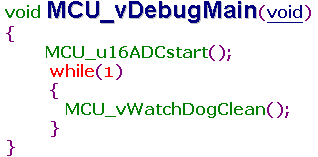 void MCU_vDebugMain(void)
{
MCU_u16ADCstart();
while(1)
{
MCU_vWatchDogClean();
}
}